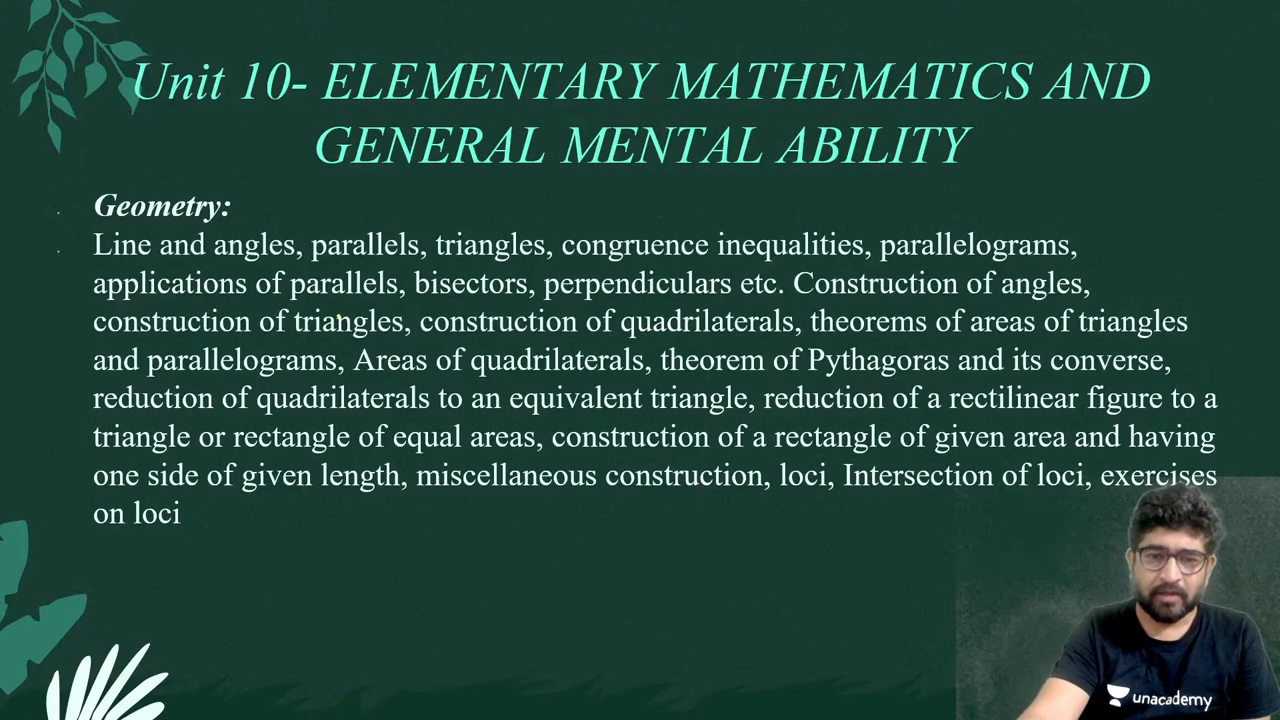 Unit 10- ELEMENTARY MATHEMATICS AND
GENERAL MENTAL ABILITY
Geometry:
Line and angles, parallels, triangles, congruence inequalities, parallelograms,
applications of parallels, bisectors, perpendiculars etc. Construction of angles,
construction of triangles, construction of quadrilaterals, theorems of areas of triangles
and parallelograms, Areas of quadrilaterals, theorem of Pythagoras and its converse,
reduction of quadrilaterals to an equivalent triangle, reduction of a rectilinear figure to a
triangle or rectangle of equal areas, construction of a rectangle of given area and having
one side of given length, miscellaneous construction, loci, Intersection of loci, exercises
on loci
unacademy